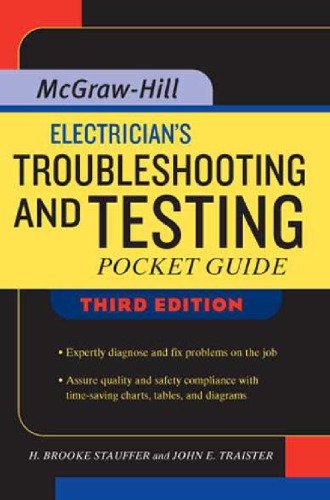 McGraw-Hill
ELECTRICIAN'S
TROUBLESHOOTING
AND TESTING
POCKET GUIDE
THIRD EDITION
• Expertly diagnose and fix problems on the job
• Assure quality and safety compliance with
time-saving charts, tables, and diagrams
H. BROOKE STAUFFER and JOHN E. TRAISTER